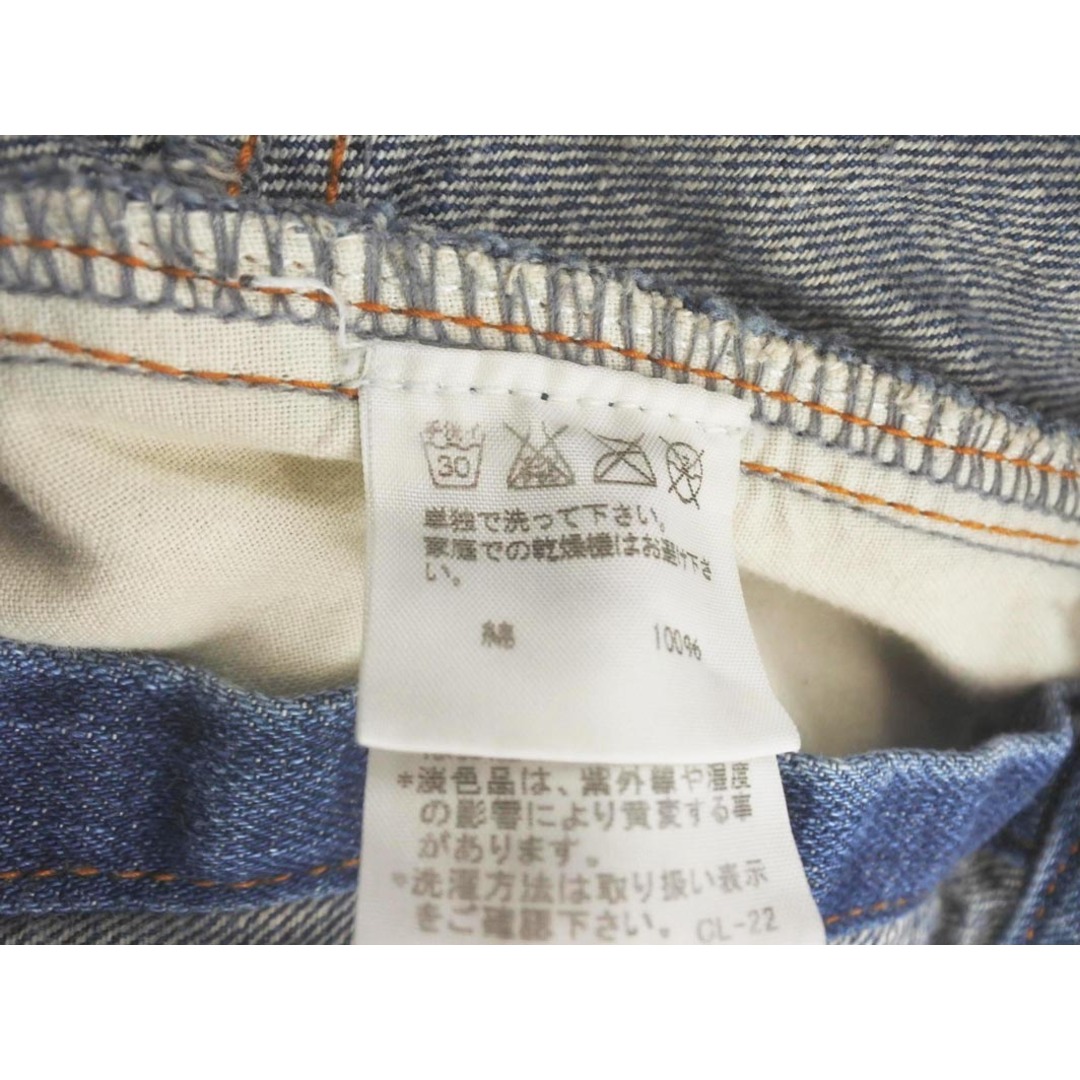 手洗イ
30
単独で洗って下さい。
家庭での乾燥機はお避け下さ
い。
綿 100%
*淡色品は、紫外線や湿度
の影響により黄変する事
があります。
*洗濯方法は取り扱い表示
をご確認下さい。 CL-22